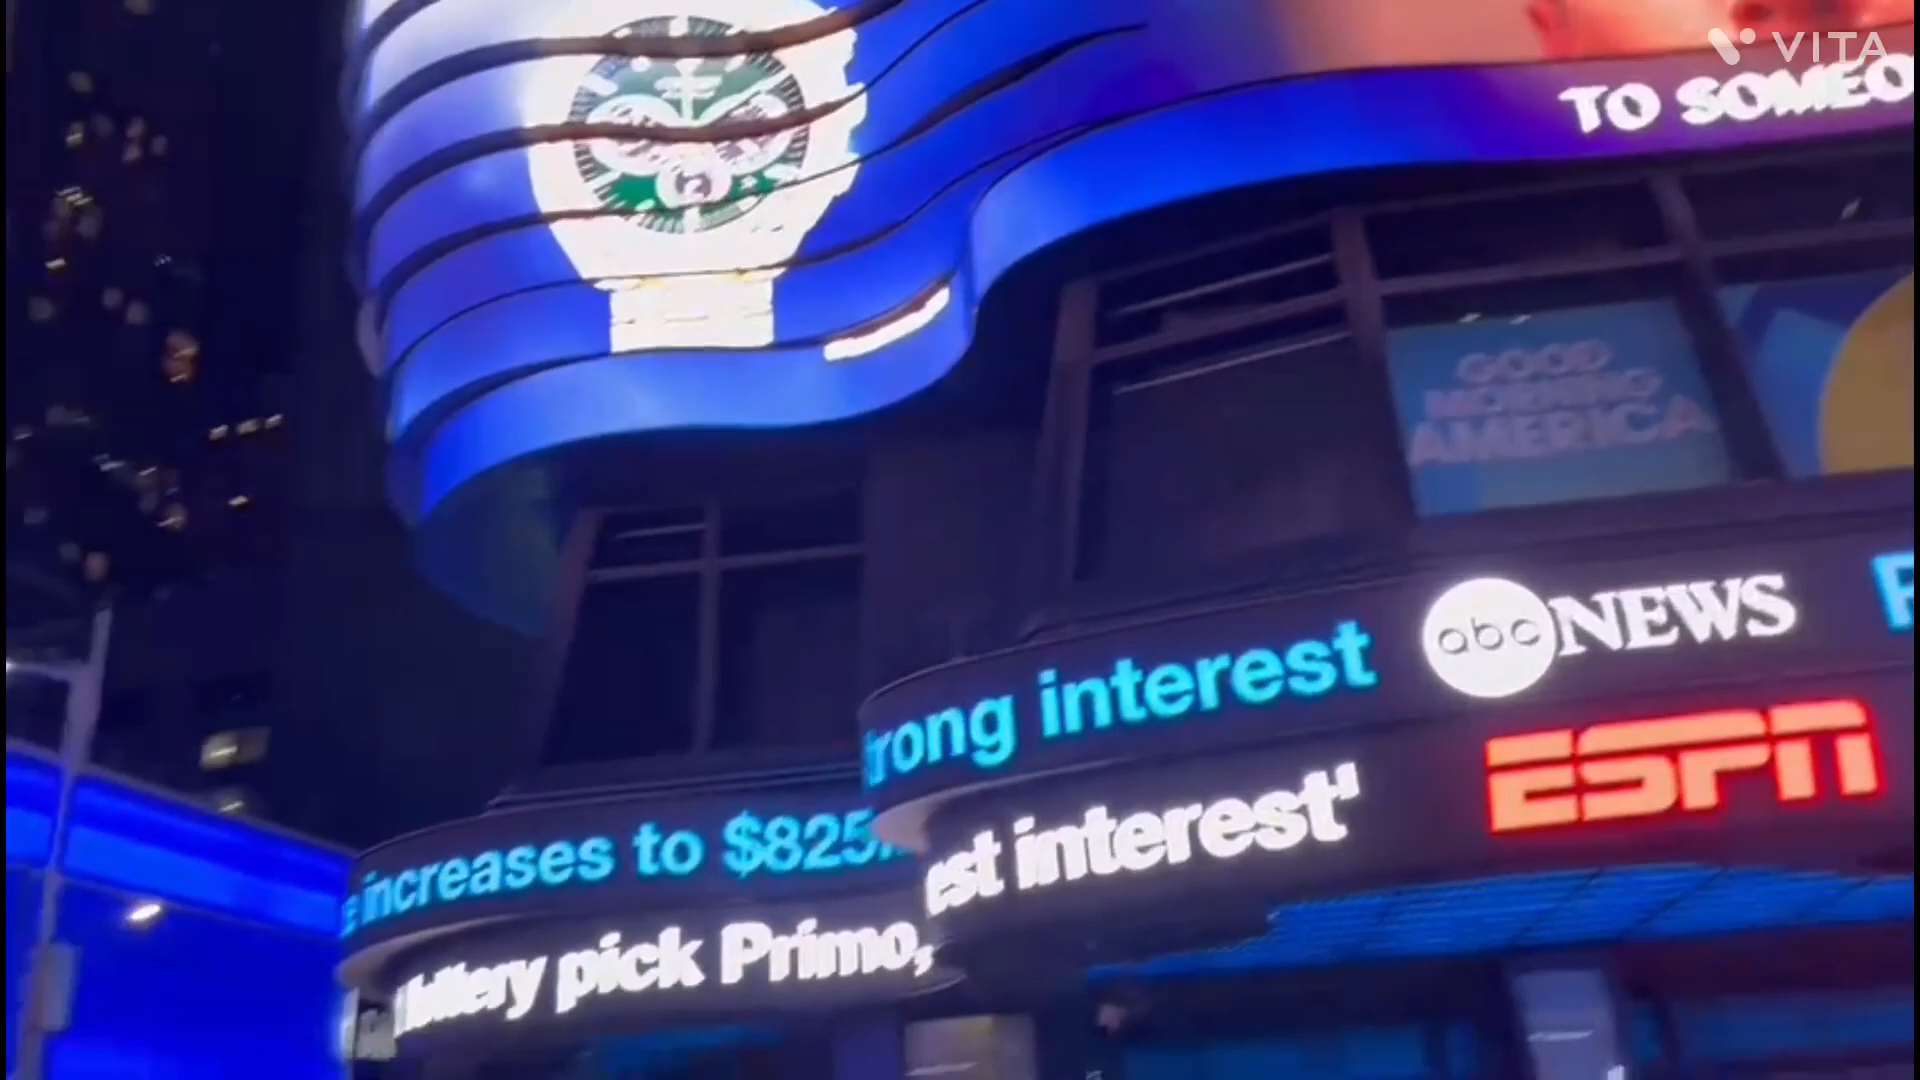 VITA
TO SOMEO
GOOD
MORNING
AMERICA
abc NEWS
trong interest
increases to $825
ESPN
est interest'
lottery pick Primo,